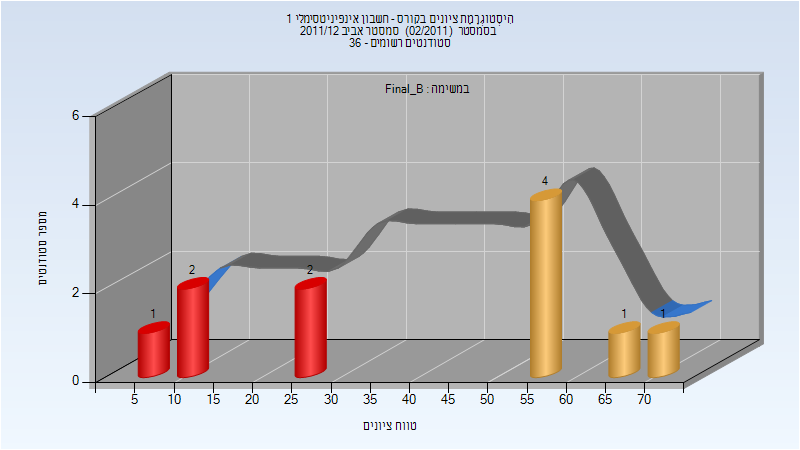 היסטוגרמת ציונים בקורס - חשבון אינפיניטסימלי 1
בסמסטר (02/2011) סמסטר אביב 2011/12
סטודנטים רשומים - 36
במשימה : Final_B
מספר סטודנטים
6
4
2
0
1
2
2
4
1
1
5 10 15 20 25 30 35 40 45 50 55 60 65 70
טווח ציונים